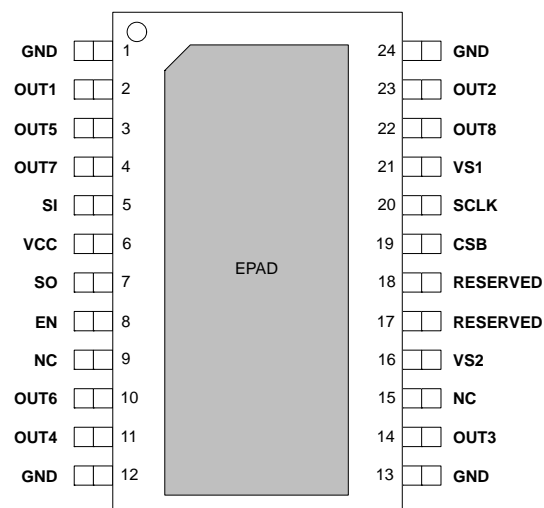 GND 1 24 GND
OUT1 2 23 OUT2
OUT5 3 22 OUT8
OUT7 4 21 VS1
SI 5 20 SCLK
VCC 6 19 CSB
EPAD
SO 7 18 RESERVED
EN 8 17 RESERVED
NC 9 16 VS2
OUT6 10 15 NC
OUT4 11 14 OUT3
GND 12 13 GND